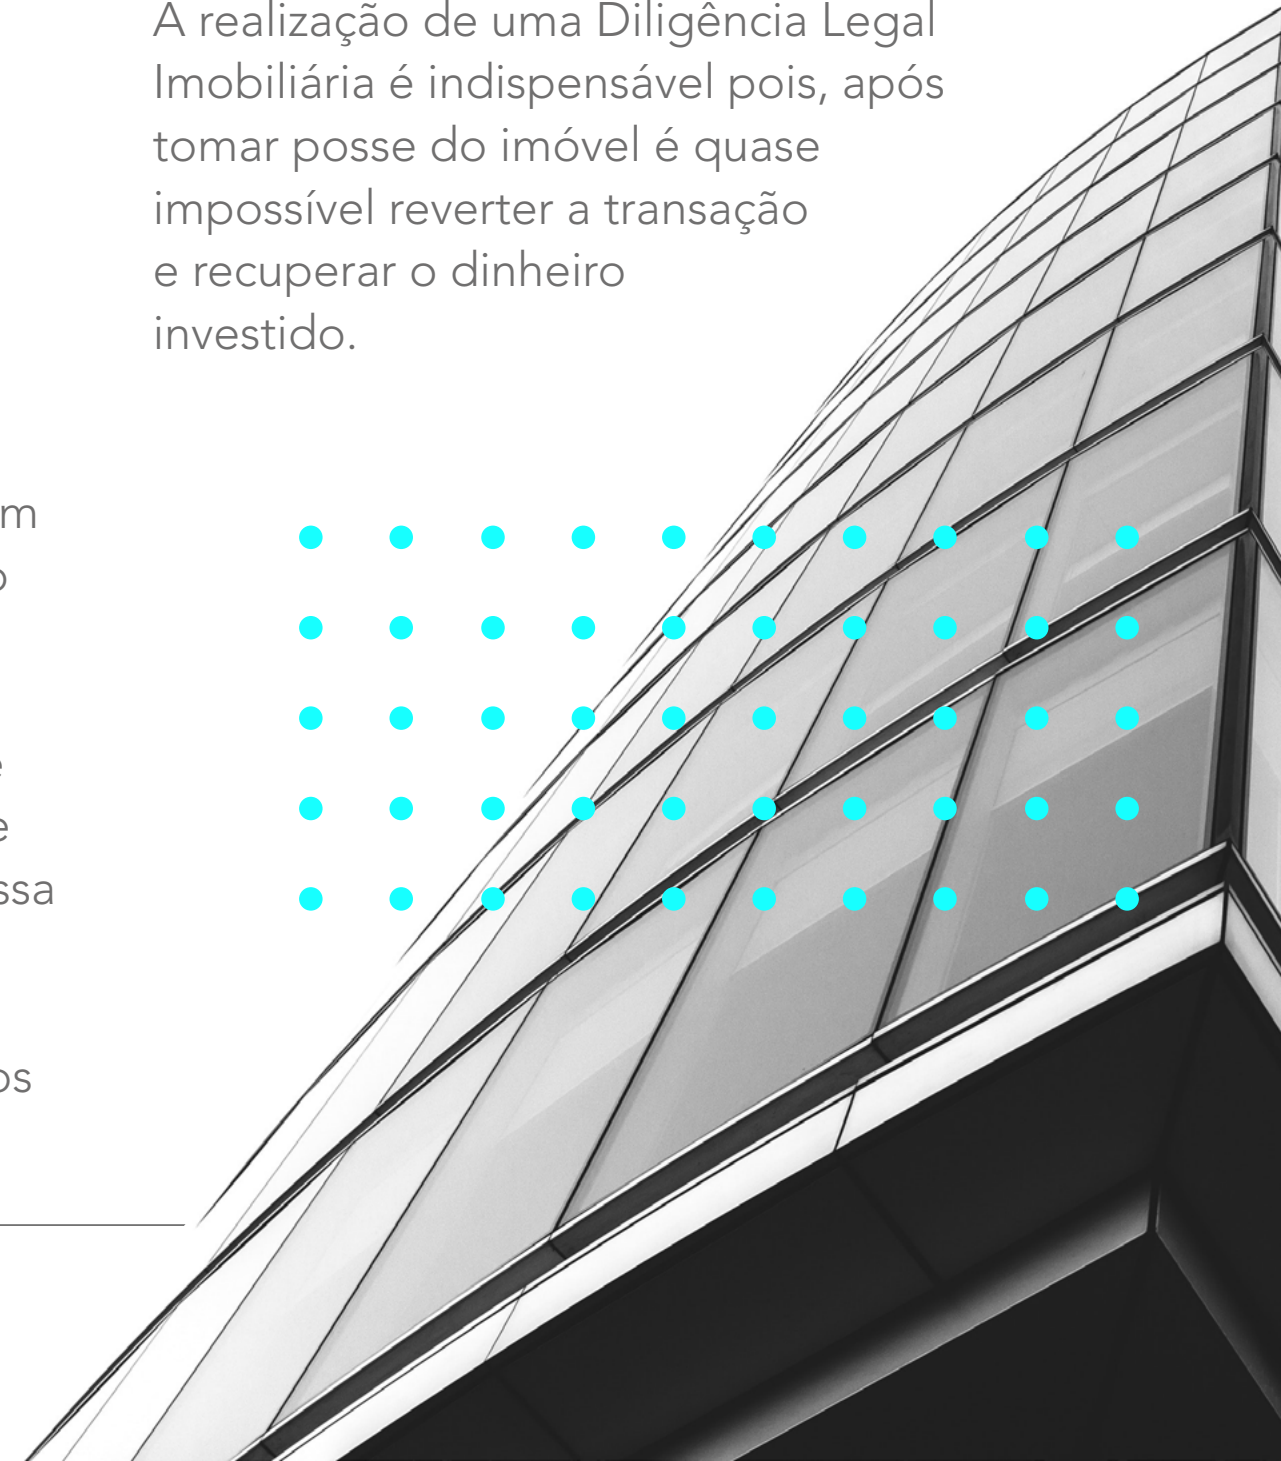 A realização de uma Diligência Legal
Imobiliária é indispensável pois, após
tomar posse do imóvel é quase
impossível reverter a transação
e recuperar o dinheiro
investido.